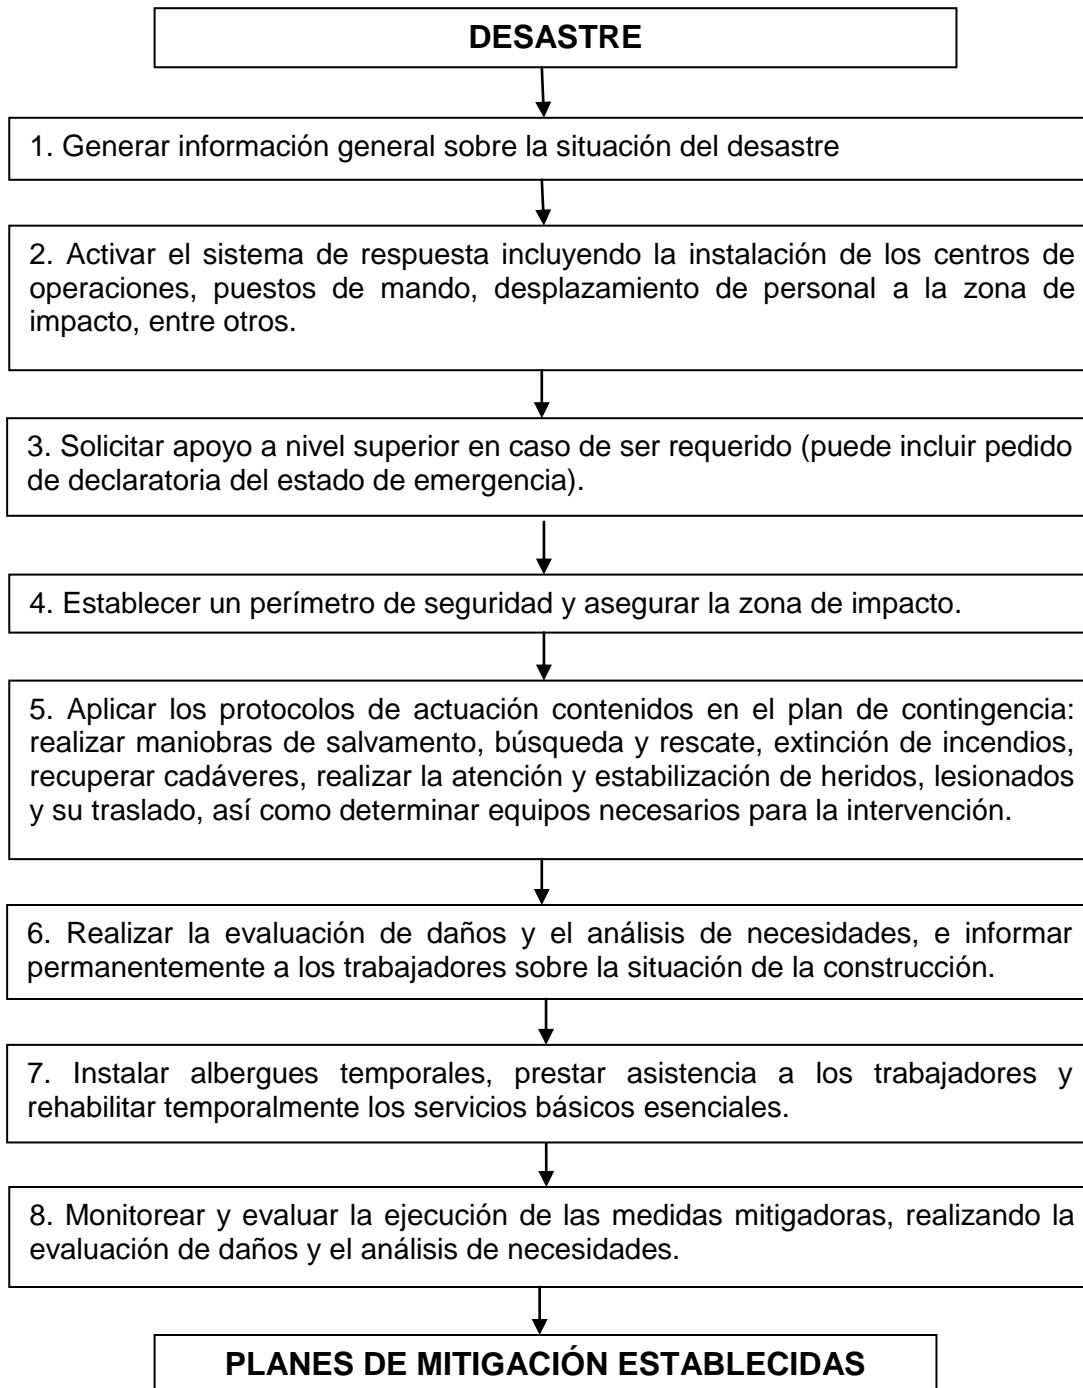 DESASTRE
1. Generar información general sobre la situación del desastre
2. Activar el sistema de respuesta incluyendo la instalación de los centros de
operaciones, puestos de mando, desplazamiento de personal a la zona de
impacto, entre otros.
3. Solicitar apoyo a nivel superior en caso de ser requerido (puede incluir pedido
de declaratoria del estado de emergencia).
4. Establecer un perímetro de seguridad y asegurar la zona de impacto.
5. Aplicar los protocolos de actuación contenidos en el plan de contingencia:
realizar maniobras de salvamento, búsqueda y rescate, extinción de incendios,
recuperar cadáveres, realizar la atención y estabilización de heridos, lesionados
y su traslado, así como determinar equipos necesarios para la intervención.
6. Realizar la evaluación de daños y el análisis de necesidades, e informar
permanentemente a los trabajadores sobre la situación de la construcción.
7. Instalar albergues temporales, prestar asistencia a los trabajadores y
rehabilitar temporalmente los servicios básicos esenciales.
8. Monitorear y evaluar la ejecución de las medidas mitigadoras, realizando la
evaluación de daños y el análisis de necesidades.
PLANES DE MITIGACIÓN ESTABLECIDAS